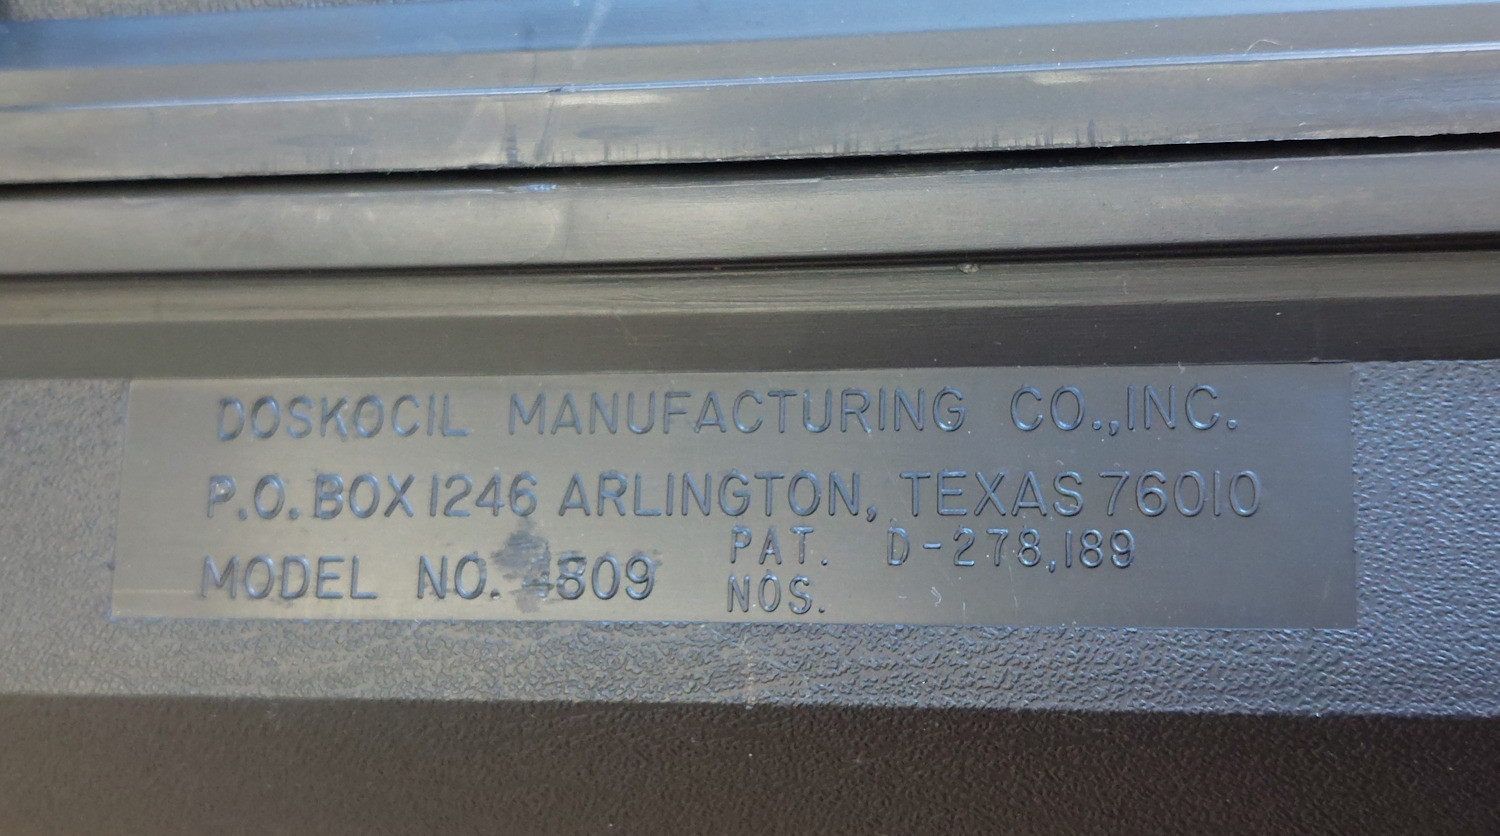 DOSKOCIL MANUFACTURING CO.,INC.
P.O. BOX 1246 ARLINGTON, TEXAS 76010
MODEL NO. 4809
PAT. D-278,189
NOS.